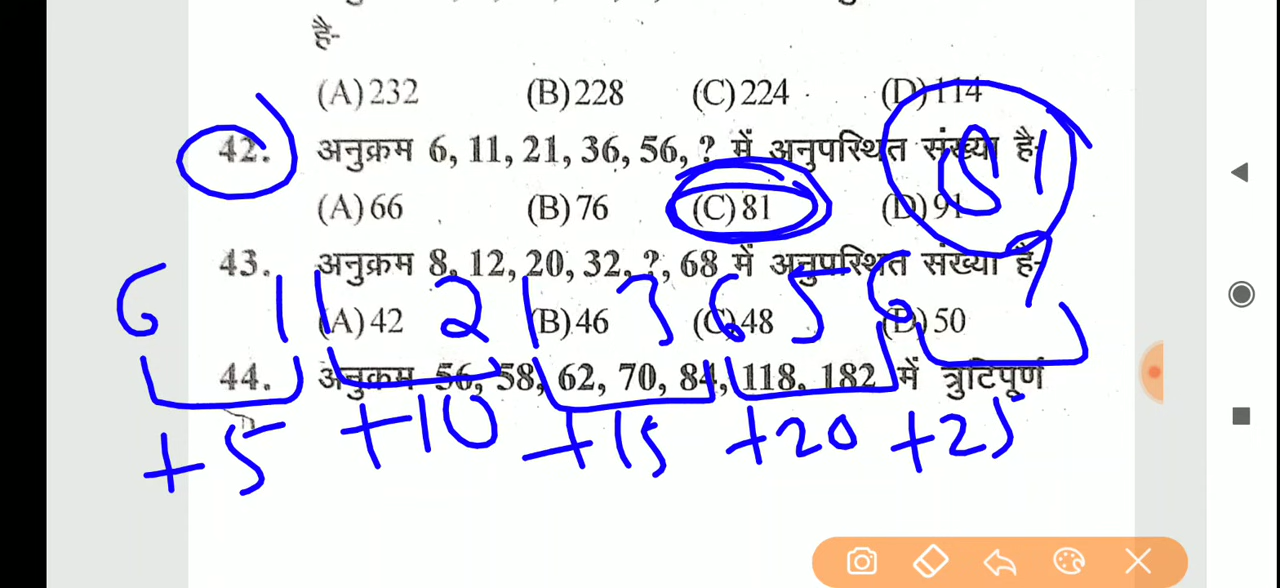 है-
(A) 232 (B) 228 (C) 224 (D) 114
42. अनुक्रम 6, 11, 21, 36, 56, ? में अनुपस्थित संख्या है-
81
(A) 66 (B) 76 (C) 81 (D) 91
43. अनुक्रम 8, 12, 20, 32, ?, 68 में अनुपस्थित संख्या है-
6 11 21 36 56 ?
(A) 42 (B) 46 (C) 48 (D) 50
44. अनुक्रम 56, 58, 62, 70, 84, 118, 182 में त्रुटिपूर्ण
+5 +10 +15 +20 +25